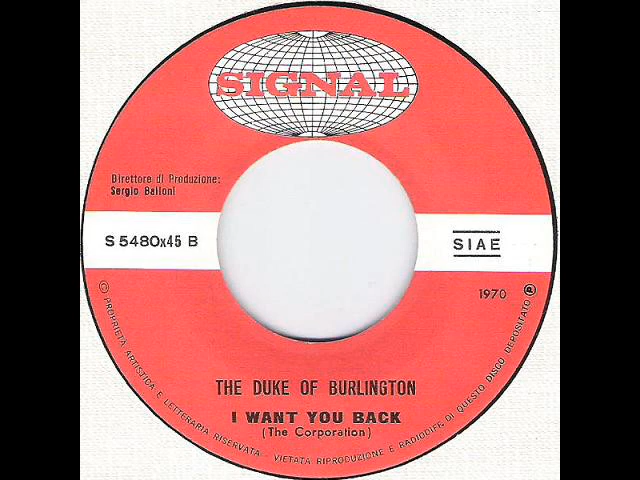 SIGNAL
Direttore di Produzione:
Sergio Balloni
S 5480x45 B
SIAE
1970 ℗
THE DUKE OF BURLINGTON
I WANT YOU BACK
(The Corporation)
© PROPRIETÀ ARTISTICA E LETTERARIA RISERVATA - VIETATA RIPRODUZIONE E RADIODIFF. DI QUESTO DISCO DEPOSITATO